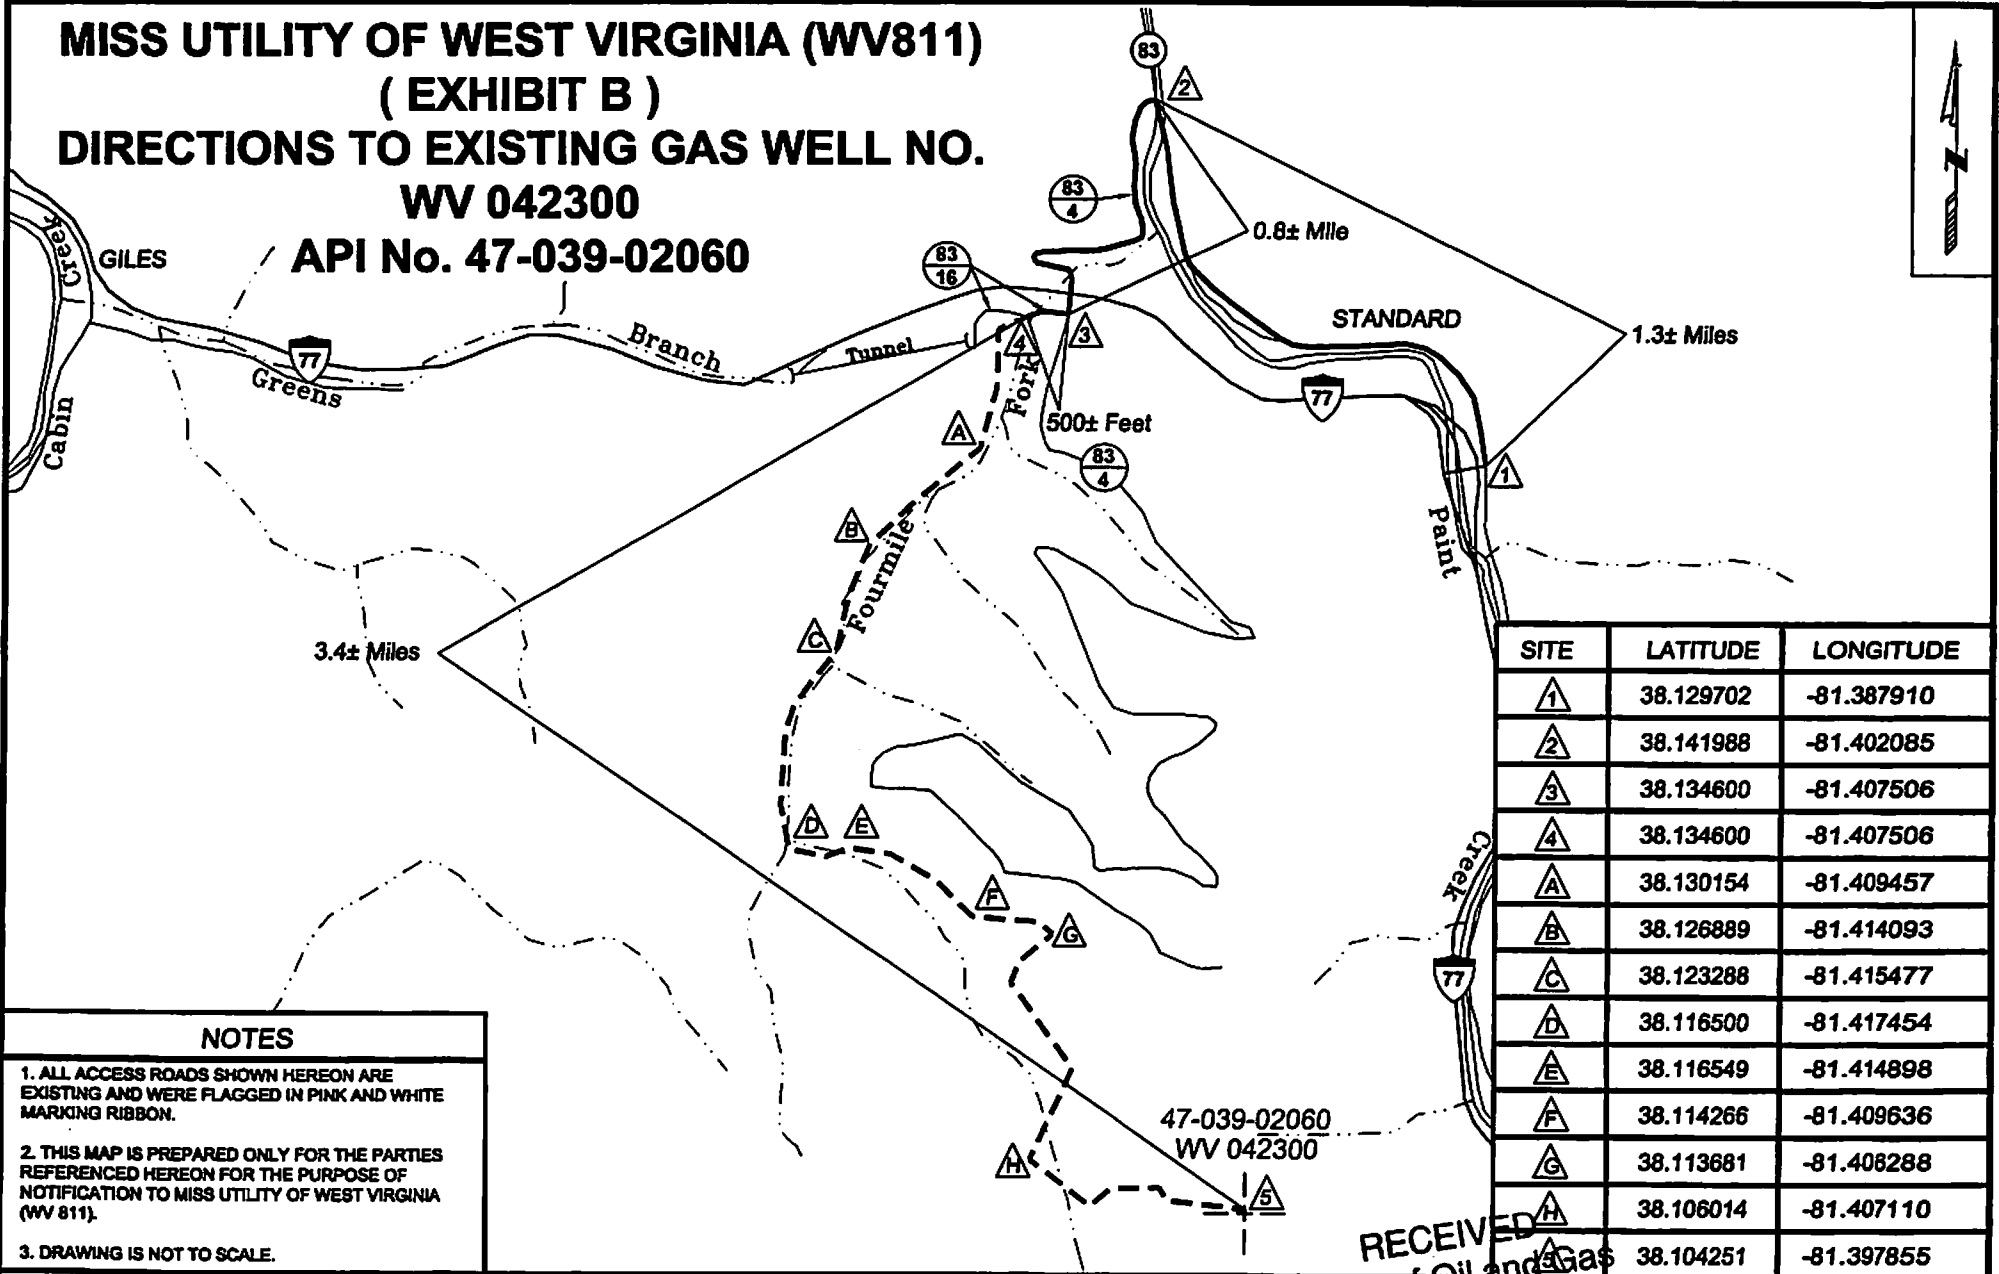 MISS UTILITY OF WEST VIRGINIA (WV811)
( EXHIBIT B )
DIRECTIONS TO EXISTING GAS WELL NO.
WV 042300
API No. 47-039-02060
N
83
2
83
4
0.8± Mile
83
16
GILES
Creek
Cabin
77
Greens
Branch
Tunnel
4
3
STANDARD
1.3± Miles
77
Fork
500± Feet
83
4
A
1
B
Fourmile
Paint
C
3.4± Miles
D
E
F
G
Creek
77
H
47-039-02060
WV 042300
5
SITE LATITUDE LONGITUDE
1 38.129702 -81.387910
2 38.141988 -81.402085
3 38.134600 -81.407506
4 38.134600 -81.407506
A 38.130154 -81.409457
B 38.126889 -81.414093
C 38.123288 -81.415477
D 38.116500 -81.417454
E 38.116549 -81.414898
F 38.114266 -81.409636
G 38.113681 -81.406288
H 38.106014 -81.407110
5 38.104251 -81.397855
NOTES
1. ALL ACCESS ROADS SHOWN HEREON ARE
EXISTING AND WERE FLAGGED IN PINK AND WHITE
MARKING RIBBON.
2. THIS MAP IS PREPARED ONLY FOR THE PARTIES
REFERENCED HEREON FOR THE PURPOSE OF
NOTIFICATION TO MISS UTILITY OF WEST VIRGINIA
(WV 811).
3. DRAWING IS NOT TO SCALE.
RECEIVED
Oil and Gas